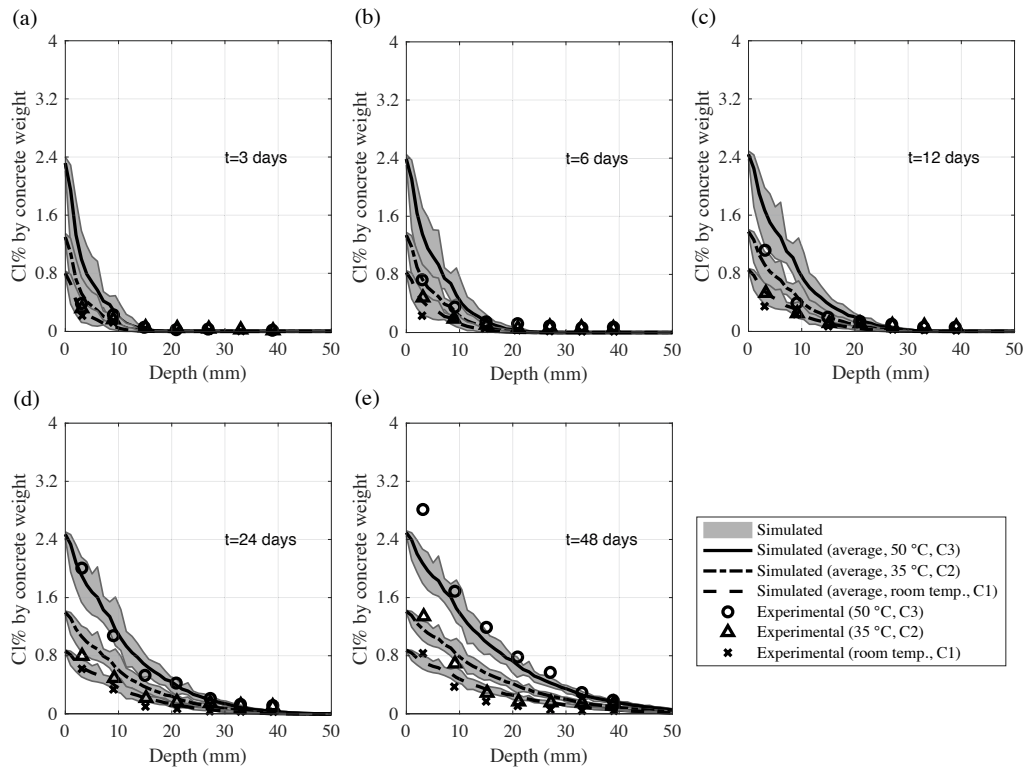 (a)
Cl% by concrete weight
4
3.2
2.4
1.6
0.8
0
t=3 days
0 10 20 30 40 50
Depth (mm)
(b)
Cl% by concrete weight
4
3.2
2.4
1.6
0.8
0
t=6 days
0 10 20 30 40 50
Depth (mm)
(c)
Cl% by concrete weight
4
3.2
2.4
1.6
0.8
0
t=12 days
0 10 20 30 40 50
Depth (mm)
(d)
Cl% by concrete weight
4
3.2
2.4
1.6
0.8
0
t=24 days
0 10 20 30 40 50
Depth (mm)
(e)
Cl% by concrete weight
4
3.2
2.4
1.6
0.8
0
t=48 days
0 10 20 30 40 50
Depth (mm)
Simulated
Simulated (average, 50 °C, C3)
Simulated (average, 35 °C, C2)
Simulated (average, room temp., C1)
Experimental (50 °C, C3)
Experimental (35 °C, C2)
Experimental (room temp., C1)